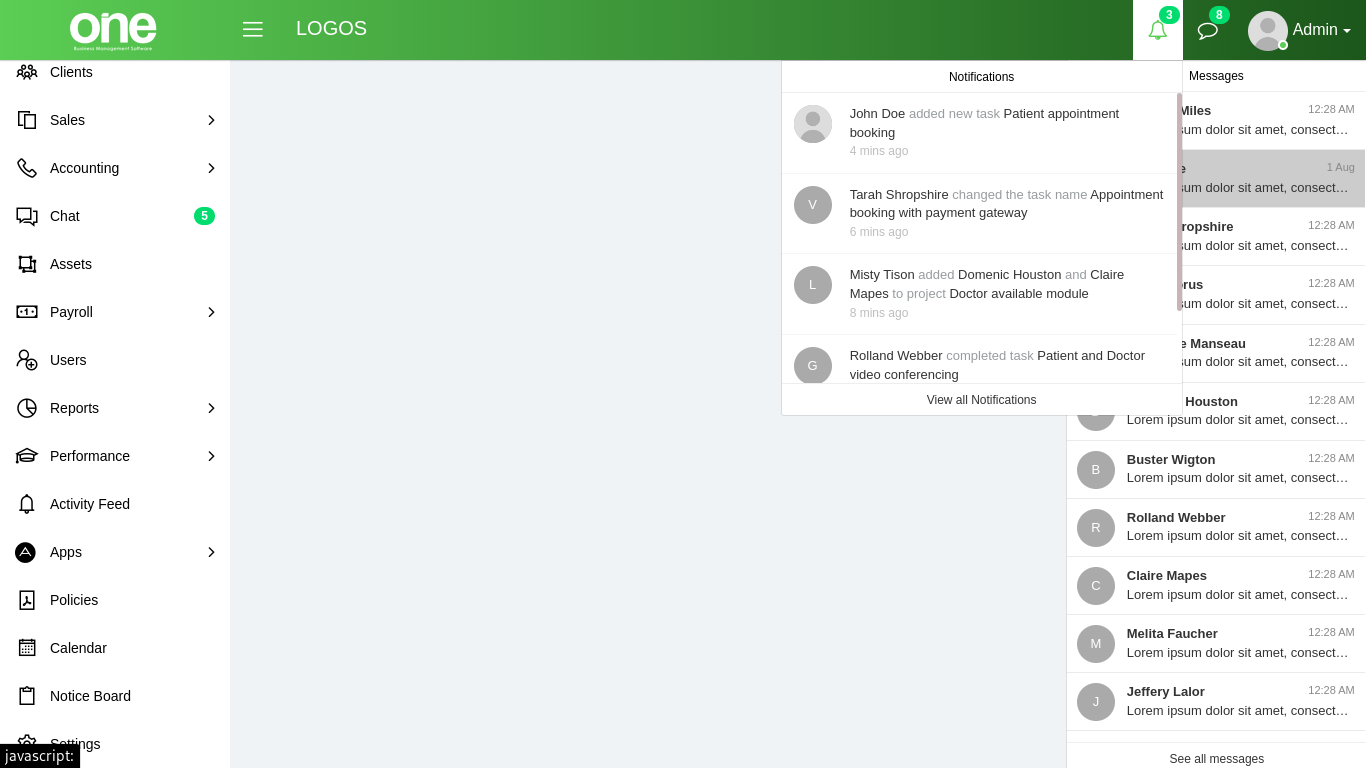 one
Business Management Software
LOGOS
3
8
Admin
Clients
Sales
Accounting
Chat
5
Assets
Payroll
Users
Reports
Performance
Activity Feed
Apps
Policies
Calendar
Notice Board
Settings
javascript:
Notifications
John Doe added new task Patient appointment
booking
4 mins ago
V
Tarah Shropshire changed the task name Appointment
booking with payment gateway
6 mins ago
L
Misty Tison added Domenic Houston and Claire
Mapes to project Doctor available module
8 mins ago
G
Rolland Webber completed task Patient and Doctor
video conferencing
View all Notifications
Messages
Miles
12:28 AM
dolor sit amet, consect…
1 Aug
dolor sit amet, consect…
12:28 AM
dolor sit amet, consect…
12:28 AM
dolor sit amet, consect…
Manseau
12:28 AM
dolor sit amet, consect…
Houston
12:28 AM
Lorem ipsum dolor sit amet, consect…
B
Buster Wigton
12:28 AM
Lorem ipsum dolor sit amet, consect…
R
Rolland Webber
12:28 AM
Lorem ipsum dolor sit amet, consect…
C
Claire Mapes
12:28 AM
Lorem ipsum dolor sit amet, consect…
M
Melita Faucher
12:28 AM
Lorem ipsum dolor sit amet, consect…
J
Jeffery Lalor
12:28 AM
Lorem ipsum dolor sit amet, consect…
See all messages